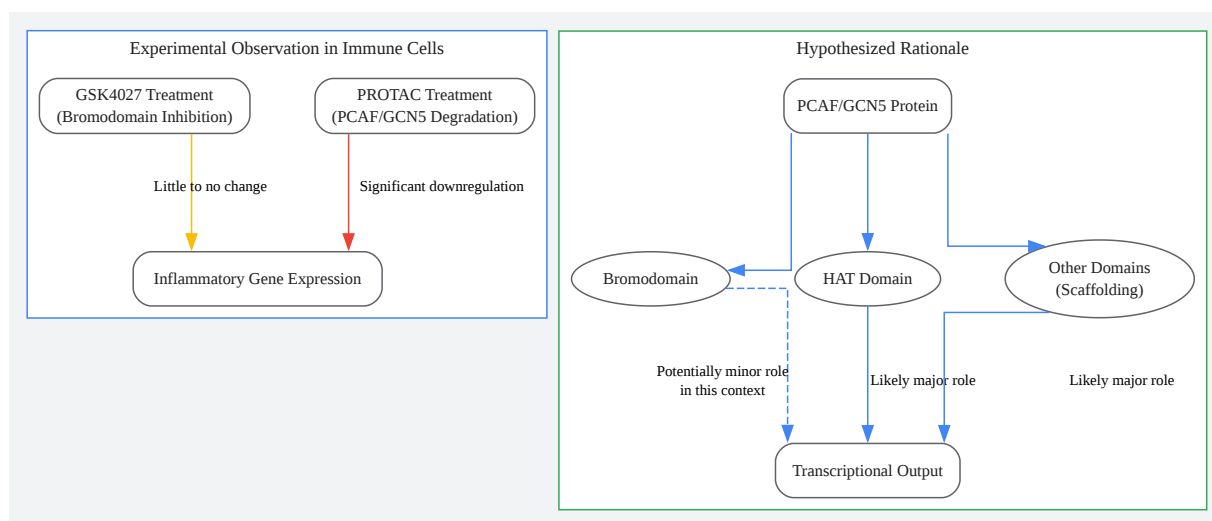 Experimental Observation in Immune Cells
GSK4027 Treatment
(Bromodomain Inhibition)
PROTAC Treatment
(PCAF/GCN5 Degradation)
Little to no change
Significant downregulation
Inflammatory Gene Expression
Hypothesized Rationale
PCAF/GCN5 Protein
Bromodomain
HAT Domain
Other Domains
(Scaffolding)
Potentially minor role
in this context
Likely major role
Likely major role
Transcriptional Output